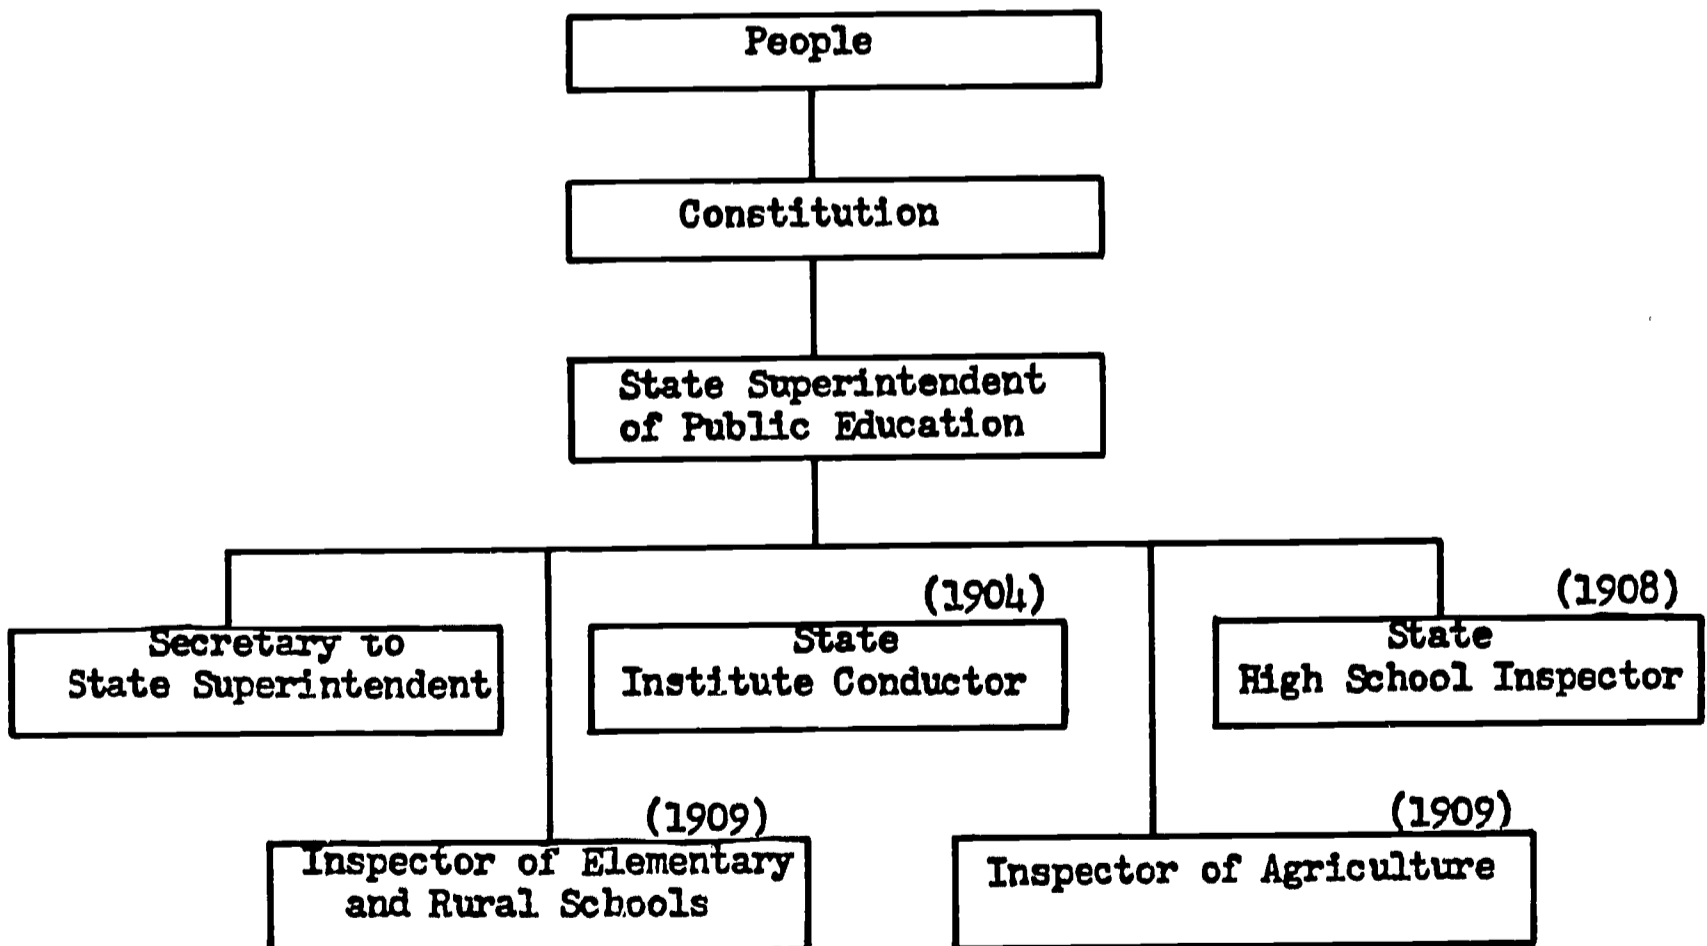 People
Constitution
State Superintendent
of Public Education
Secretary to
State Superintendent
(1904)
State
Institute Conductor
(1908)
State
High School Inspector
(1909)
Inspector of Elementary
and Rural Schools
(1909)
Inspector of Agriculture